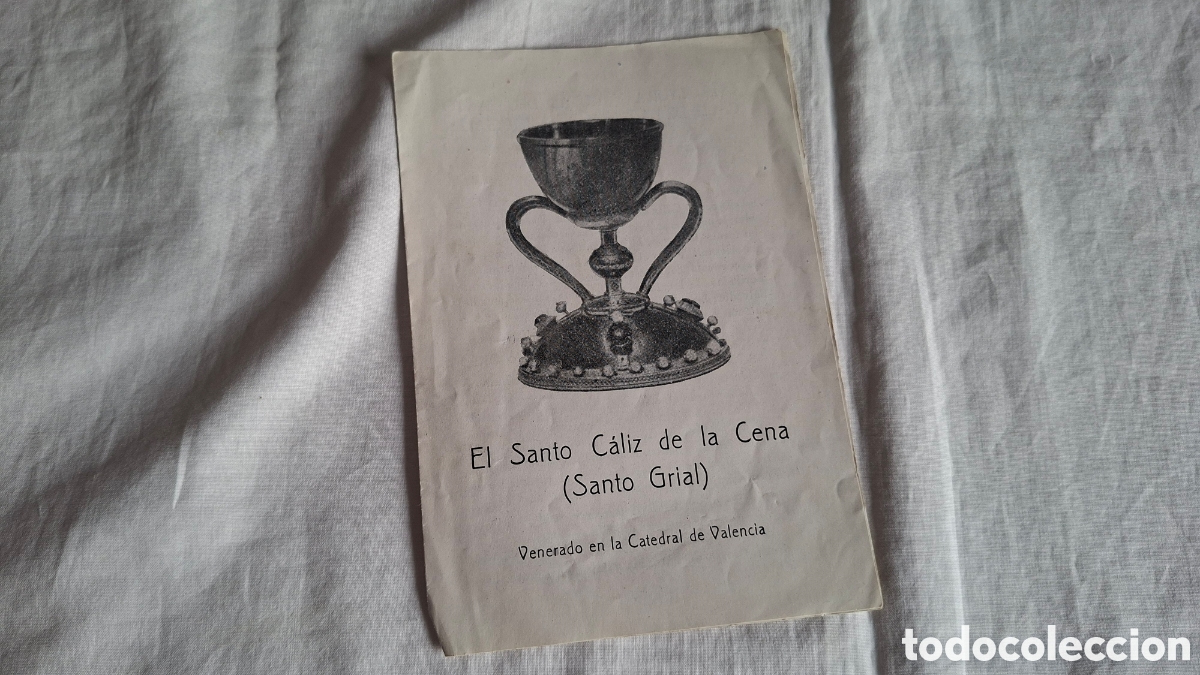 El Santo Cáliz de la Cena
(Santo Grial)
Venerado en la Catedral de Valencia
todocoleccion